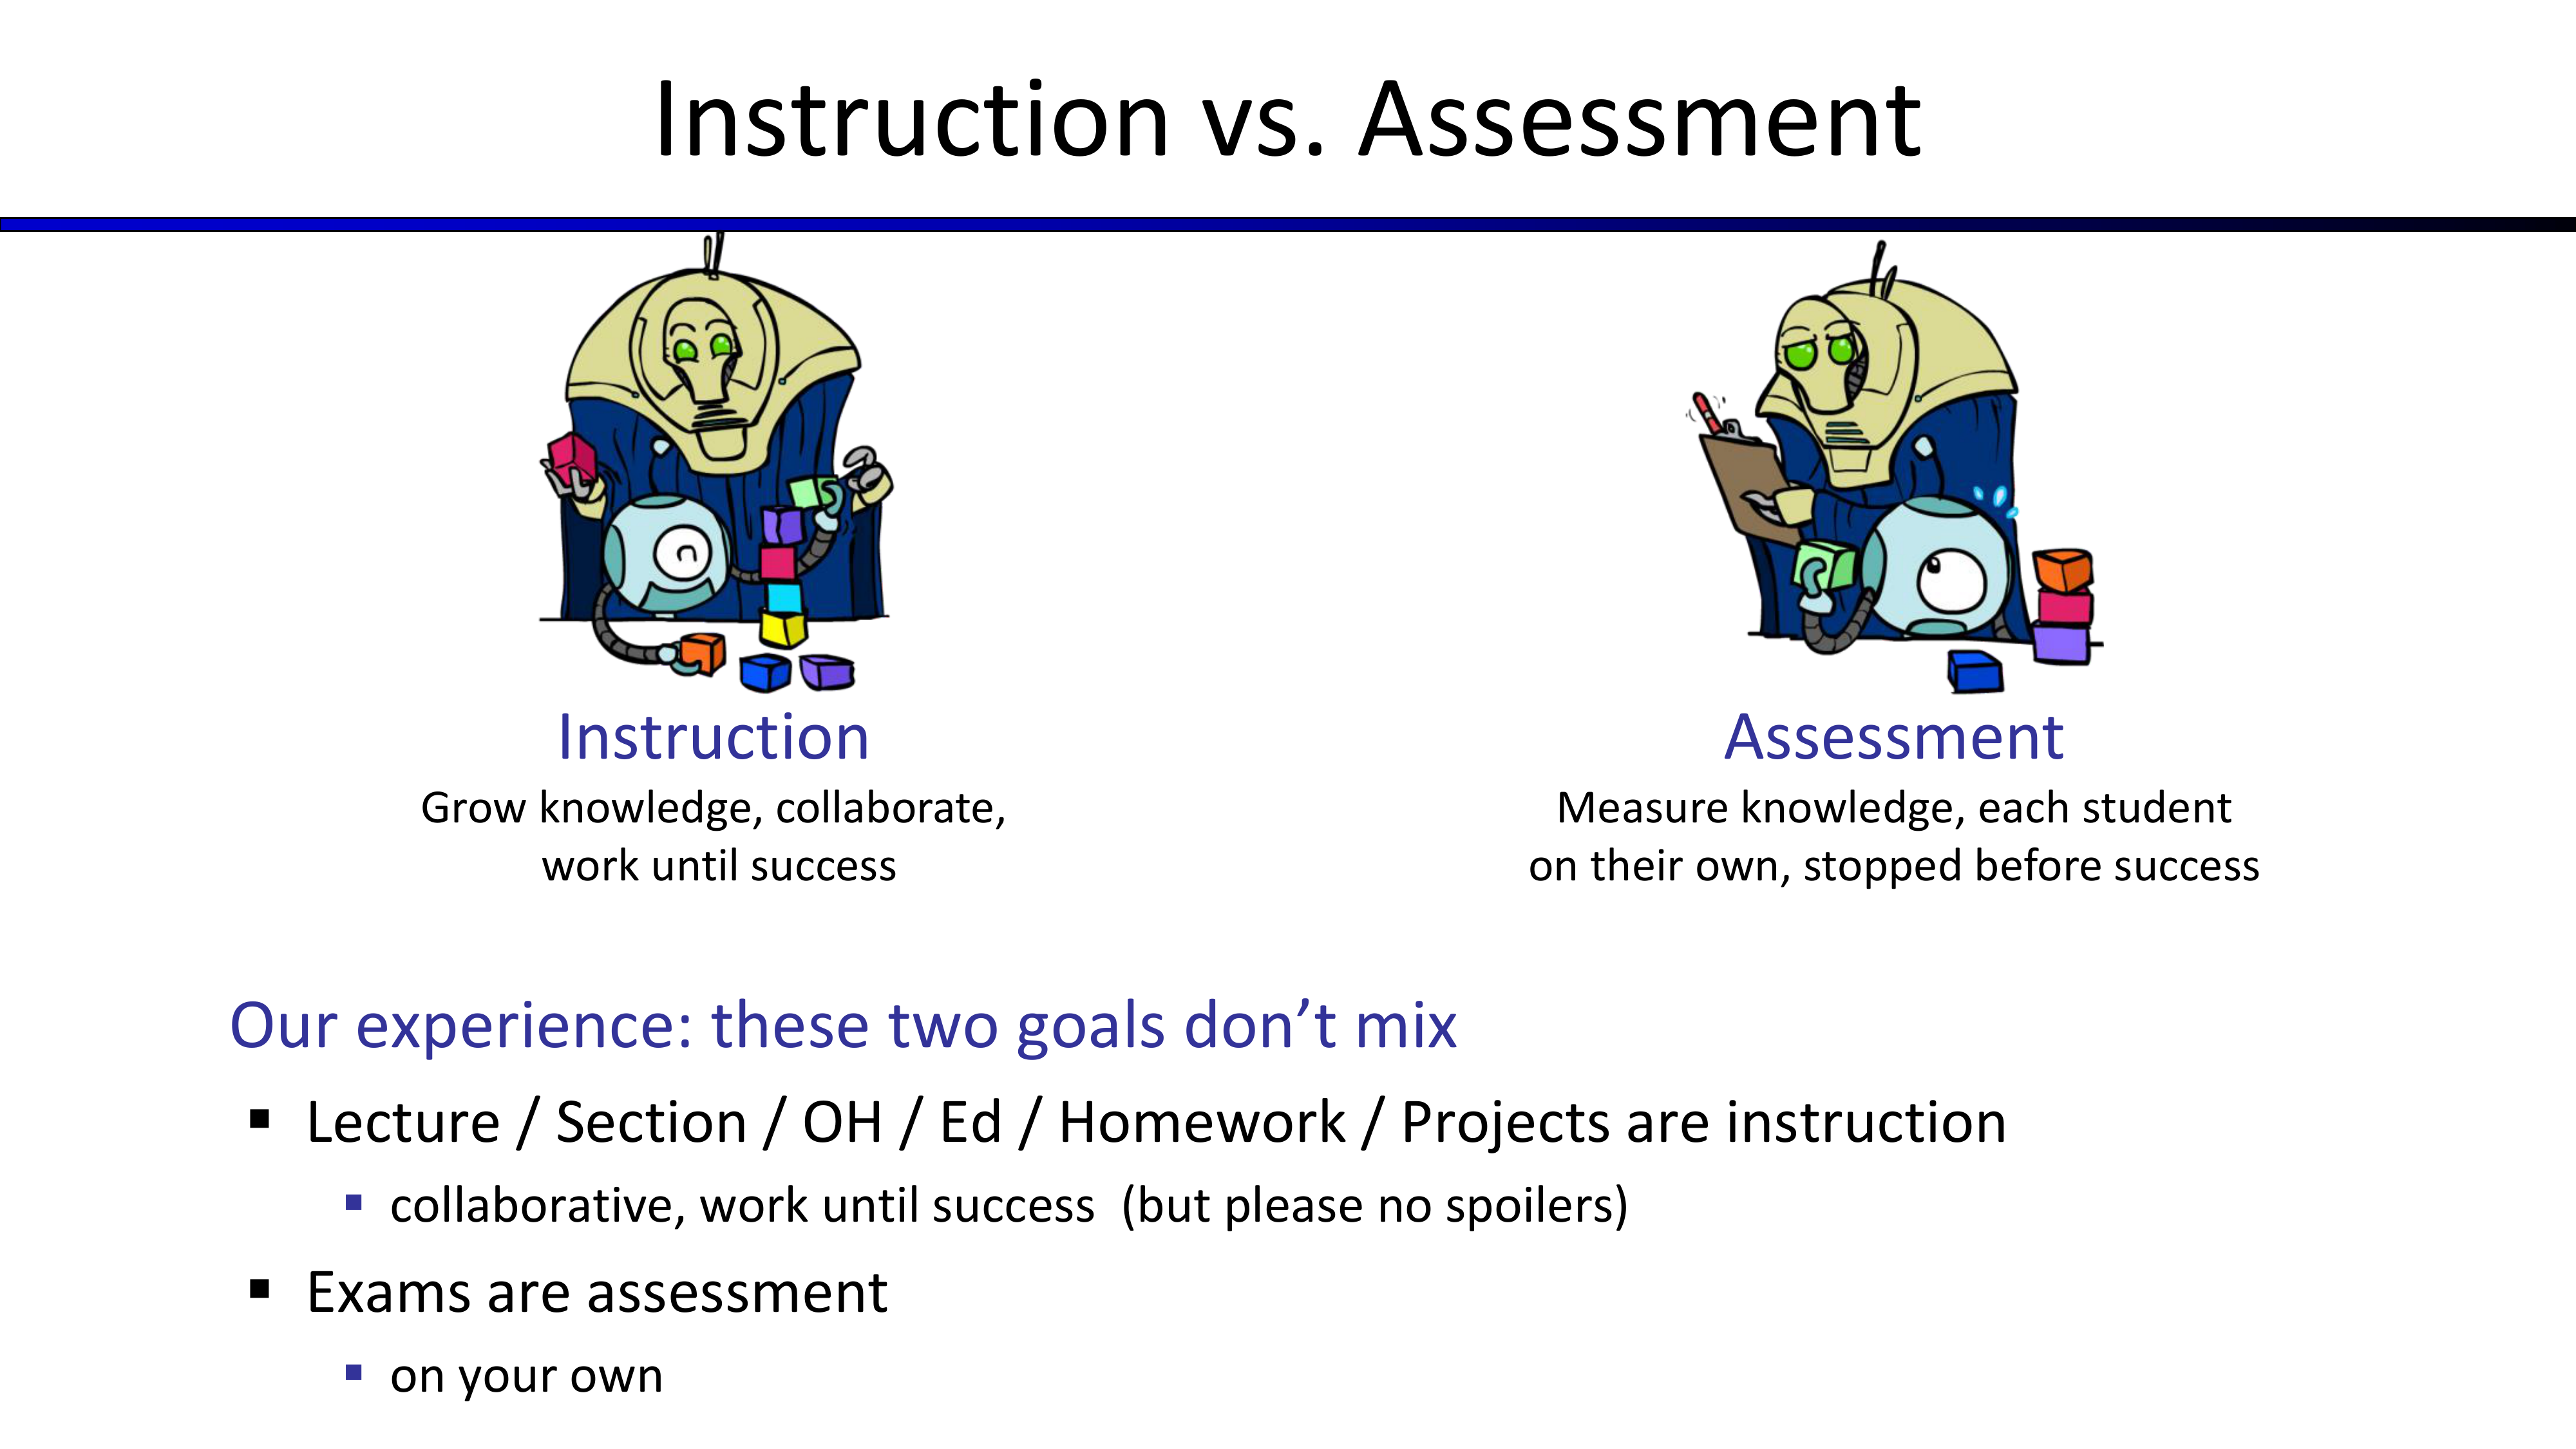 Instruction vs. Assessment
Instruction
Grow knowledge, collaborate,
work until success
Assessment
Measure knowledge, each student
on their own, stopped before success
Our experience: these two goals don’t mix
▪ Lecture / Section / OH / Ed / Homework / Projects are instruction
▪ collaborative, work until success  (but please no spoilers)
▪ Exams are assessment
▪ on your own